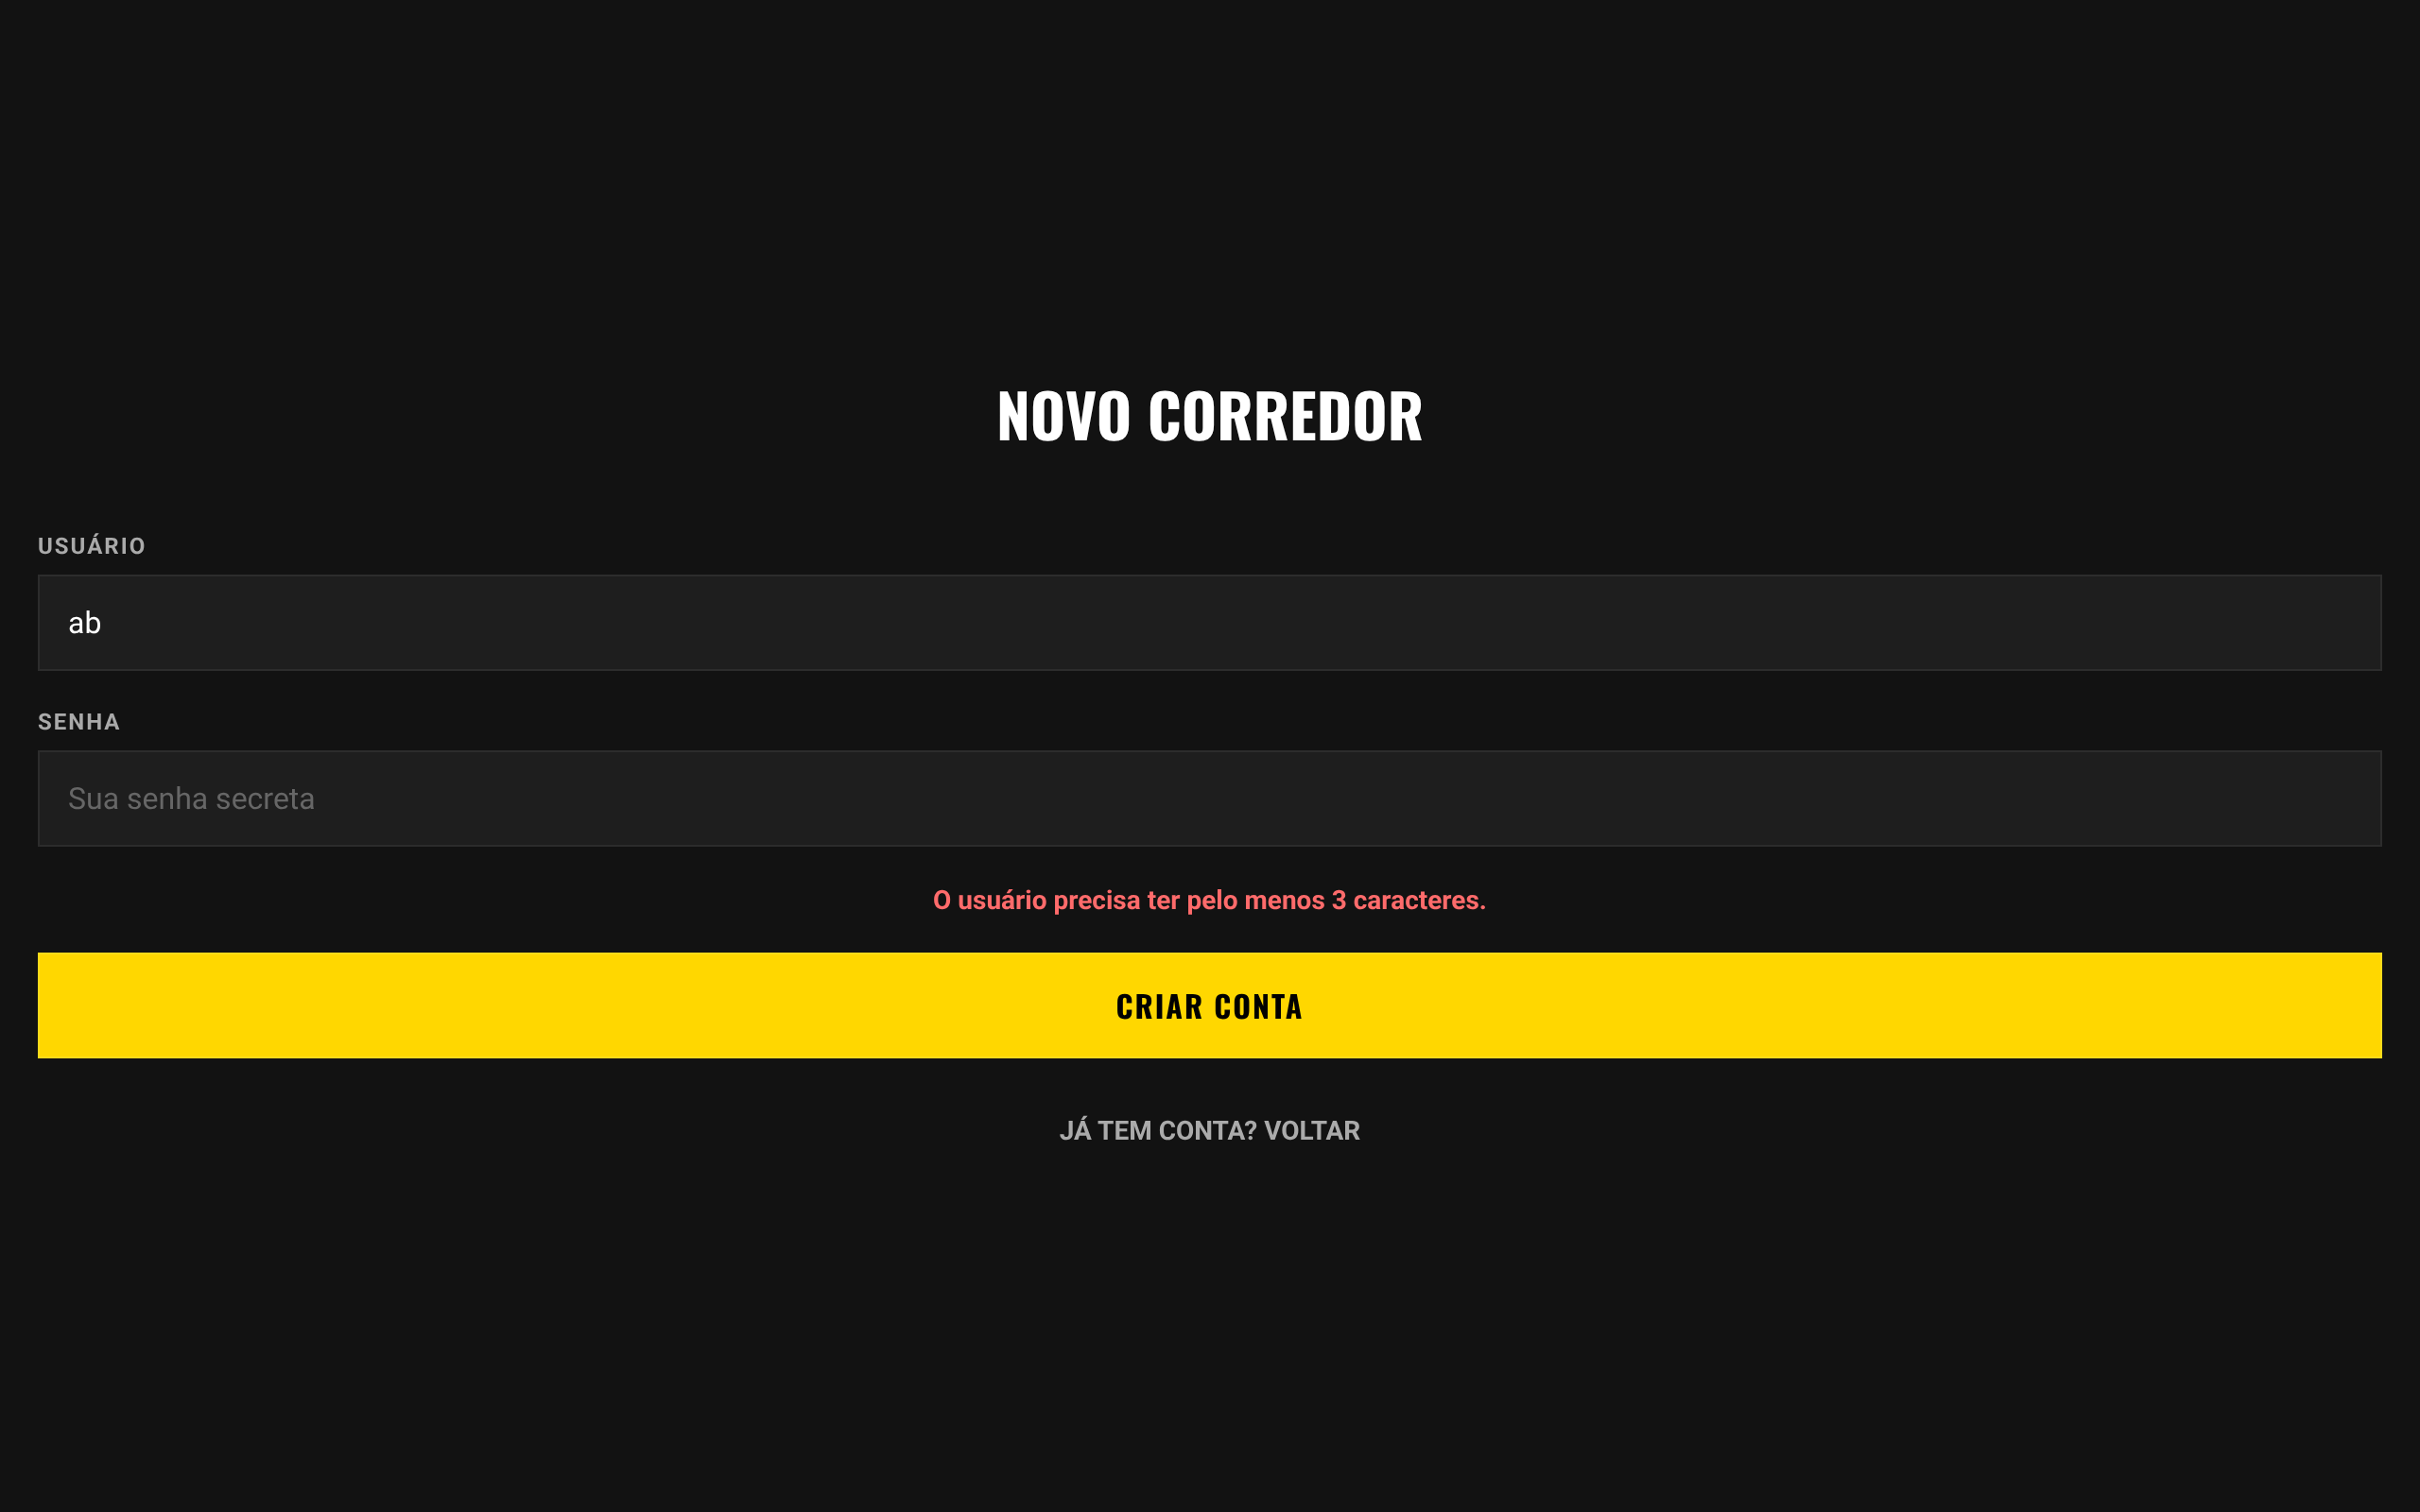 NOVO CORREDOR
USUÁRIO
ab
SENHA
Sua senha secreta
O usuário precisa ter pelo menos 3 caracteres.
CRIAR CONTA
JÁ TEM CONTA? VOLTAR